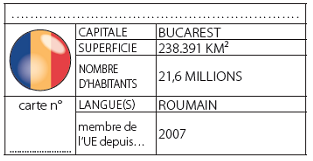 CAPITALE BUCAREST
SUPERFICIE 238.391 KM²
NOMBRE D'HABITANTS 21,6 MILLIONS
carte n° LANGUE(S) ROUMAIN
membre de l'UE depuis... 2007